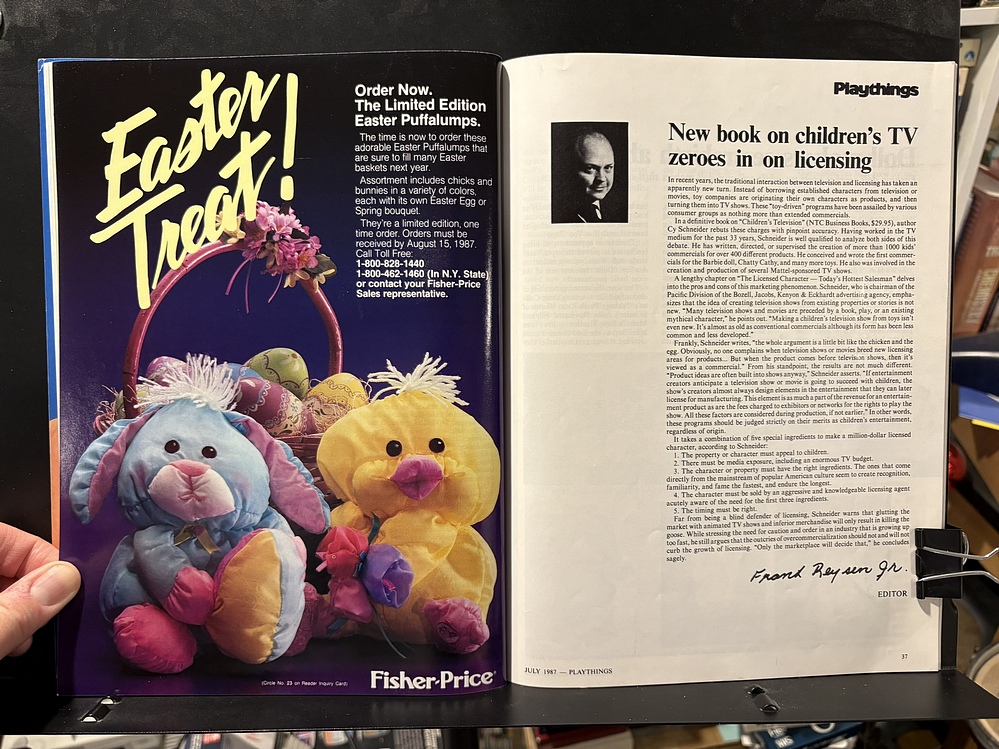 Easter
Treat!
Order Now.
The Limited Edition
Easter Puffalumps.
The time is now to order these
adorable Easter Puffalumps that
are sure to fill many Easter
baskets next year.
Assortment includes chicks and
bunnies in a variety of colors,
each with its own Easter Egg or
Spring bouquet.
They're a limited edition, one
time order. Orders must be
received by August 15, 1987.
Call Toll Free:
1-800-828-1440
1-800-462-1460 (In N.Y. State)
or contact your Fisher-Price
Sales representative.
(Circle No. 23 on Reader Inquiry Card)
Fisher-Price
Playthings
New book on children's TV
zeroes in on licensing
In recent years, the traditional interaction between television and licensing has taken an
apparently new turn. Instead of borrowing established characters from television or
movies, toy companies are originating their own characters as products, and then
turning them into TV shows. These "toy-driven" programs have been assailed by various
consumer groups as nothing more than extended commercials.
In a definitive book on "Children's Television" (NTC Business Books, $29.95), author
Cy Schneider rebuts these charges with pinpoint accuracy. Having worked in the TV
medium for the past 33 years, Schneider is well qualified to analyze both sides of this
debate. He has written, directed, or supervised the creation of more than 1000 kids'
commercials for over 400 different products. He conceived and wrote the first commer-
cials for the Barbie doll, Chatty Cathy, and many more toys. He also was involved in the
creation and production of several Mattel-sponsored TV shows.
A lengthy chapter on "The Licensed Character — Today's Hottest Salesman" delves
into the pros and cons of this marketing phenomenon. Schneider, who is chairman of the
Pacific Division of the Bozell, Jacobs, Kenyon & Eckhardt advertising agency, empha-
sizes that the idea of creating television shows from existing properties or stories is not
new. "Many television shows and movies are preceded by a book, play, or an existing
mythical character," he points out. "Making a children's television show from toys isn't
even new. It's almost as old as conventional commercials although its form has been less
common and less developed."
Frankly, Schneider writes, "the whole argument is a little bit like the chicken and the
egg. Obviously, no one complains when television shows or movies breed new licensing
areas for products... But when the product comes before television shows, then it's
viewed as a commercial." From his standpoint, the results are not much different.
"Product ideas are often built into shows anyway," Schneider asserts. "If entertainment
creators anticipate a television show or movie is going to succeed with children, the
show's creators almost always design elements in the entertainment that they can later
license for manufacturing. This element is as much a part of the revenue for an entertain-
ment product as are the fees charged to exhibitors or networks for the rights to play the
show. All these factors are considered during production, if not earlier." In other words,
these programs should be judged strictly on their merits as children's entertainment,
regardless of origin.
It takes a combination of five special ingredients to make a million-dollar licensed
character, according to Schneider:
1. The property or character must appeal to children.
2. There must be media exposure, including an enormous TV budget.
3. The character or property must have the right ingredients. The ones that come
directly from the mainstream of popular American culture seem to create recognition,
familiarity, and fame the fastest, and endure the longest.
4. The character must be sold by an aggressive and knowledgeable licensing agent
acutely aware of the need for the first three ingredients.
5. The timing must be right.
Far from being a blind defender of licensing, Schneider warns that glutting the
market with animated TV shows and inferior merchandise will only result in killing the
goose. While stressing the need for caution and order in an industry that is growing up
too fast, he still argues that the outcries of overcommercialization should not and will not
curb the growth of licensing. "Only the marketplace will decide that," he concludes
sagely.
Frank Reysen Jr.
EDITOR
JULY 1987 — PLAYTHINGS
37